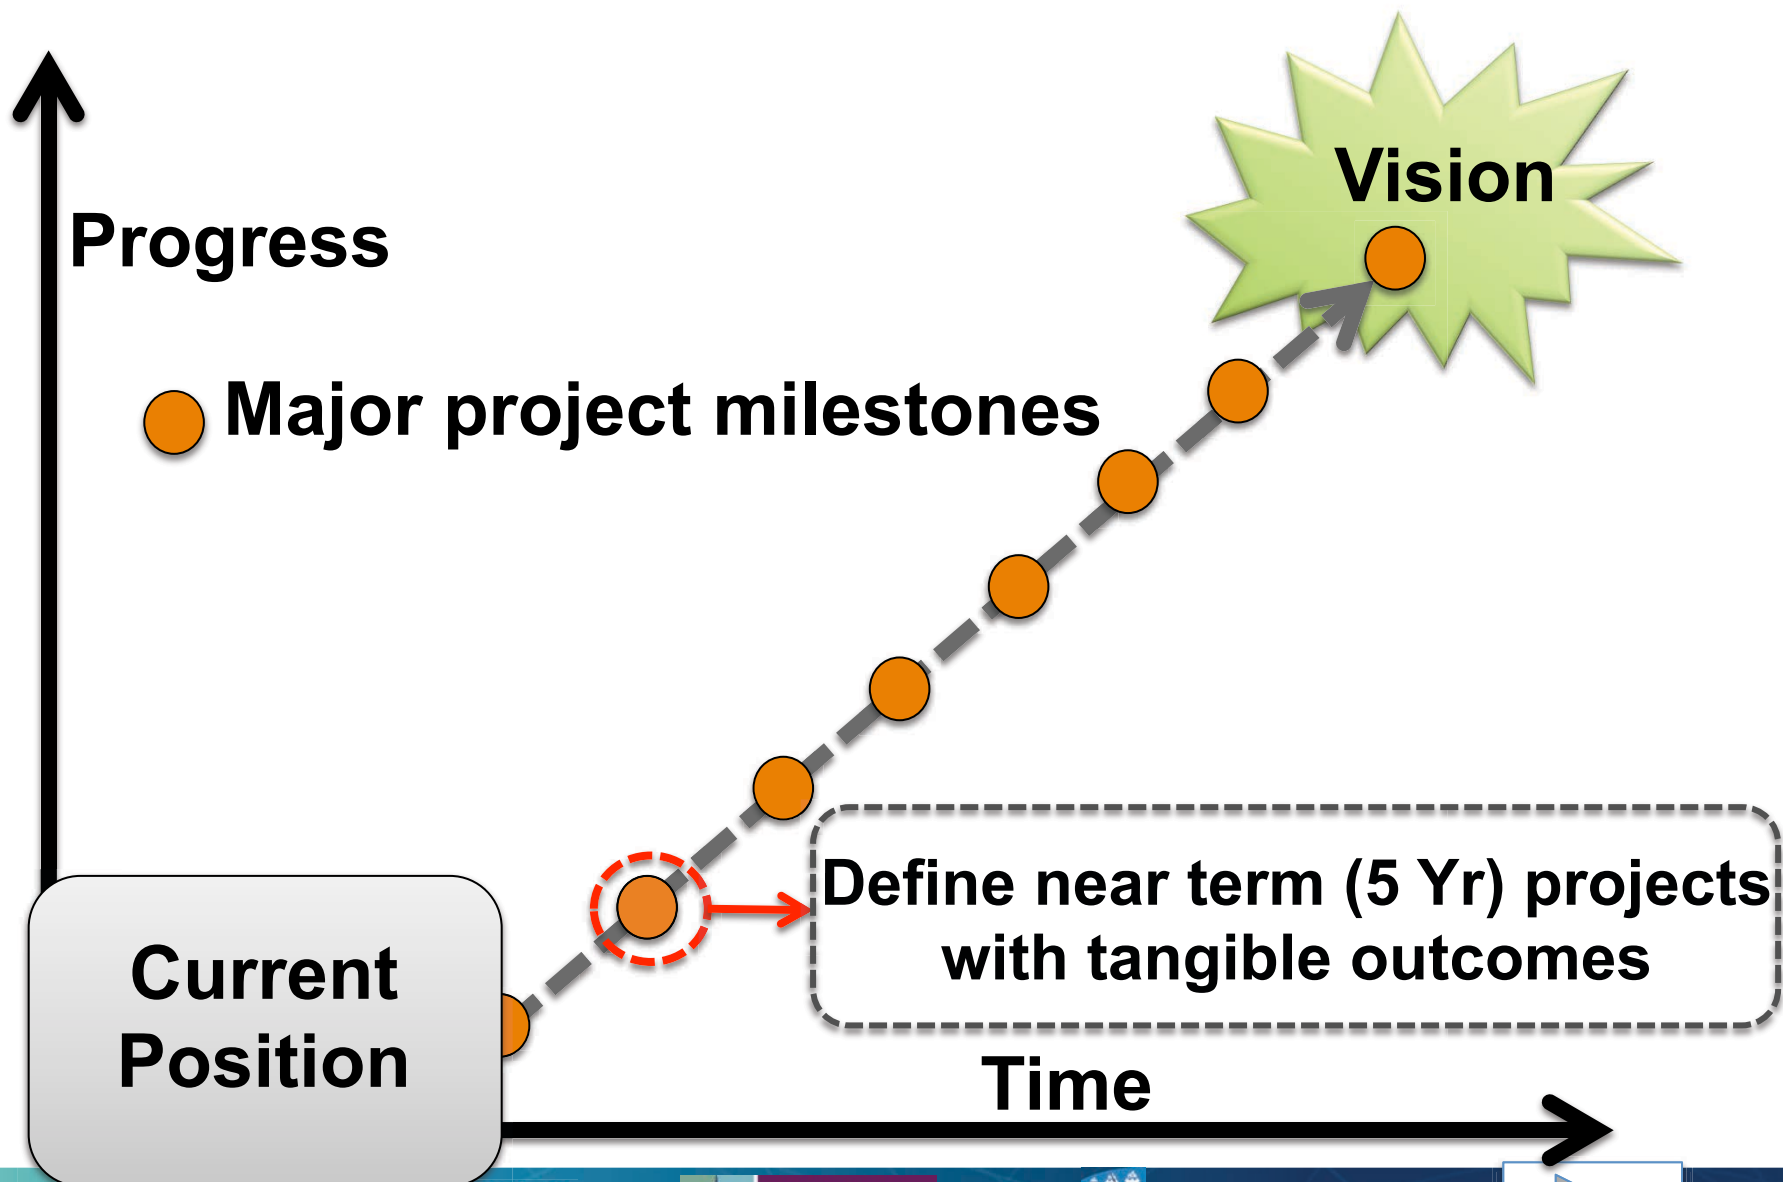 Vision
Progress
Major project milestones
Define near term (5 Yr) projects
with tangible outcomes
Current
Position
Time